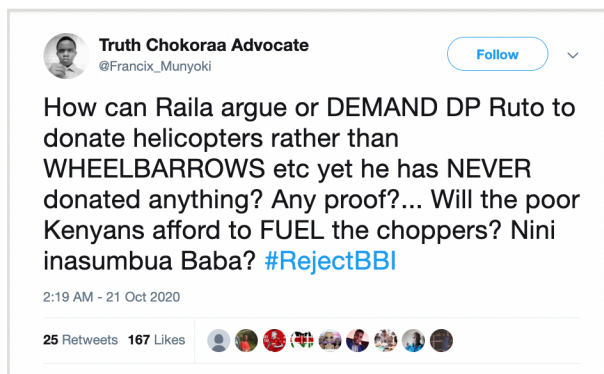 Truth Chokoraa Advocate
@Francix_Munyoki
Follow
How can Raila argue or DEMAND DP Ruto to
donate helicopters rather than
WHEELBARROWS etc yet he has NEVER
donated anything? Any proof?... Will the poor
Kenyans afford to FUEL the choppers? Nini
inasumbua Baba? #RejectBBI
2:19 AM - 21 Oct 2020
25 Retweets 167 Likes